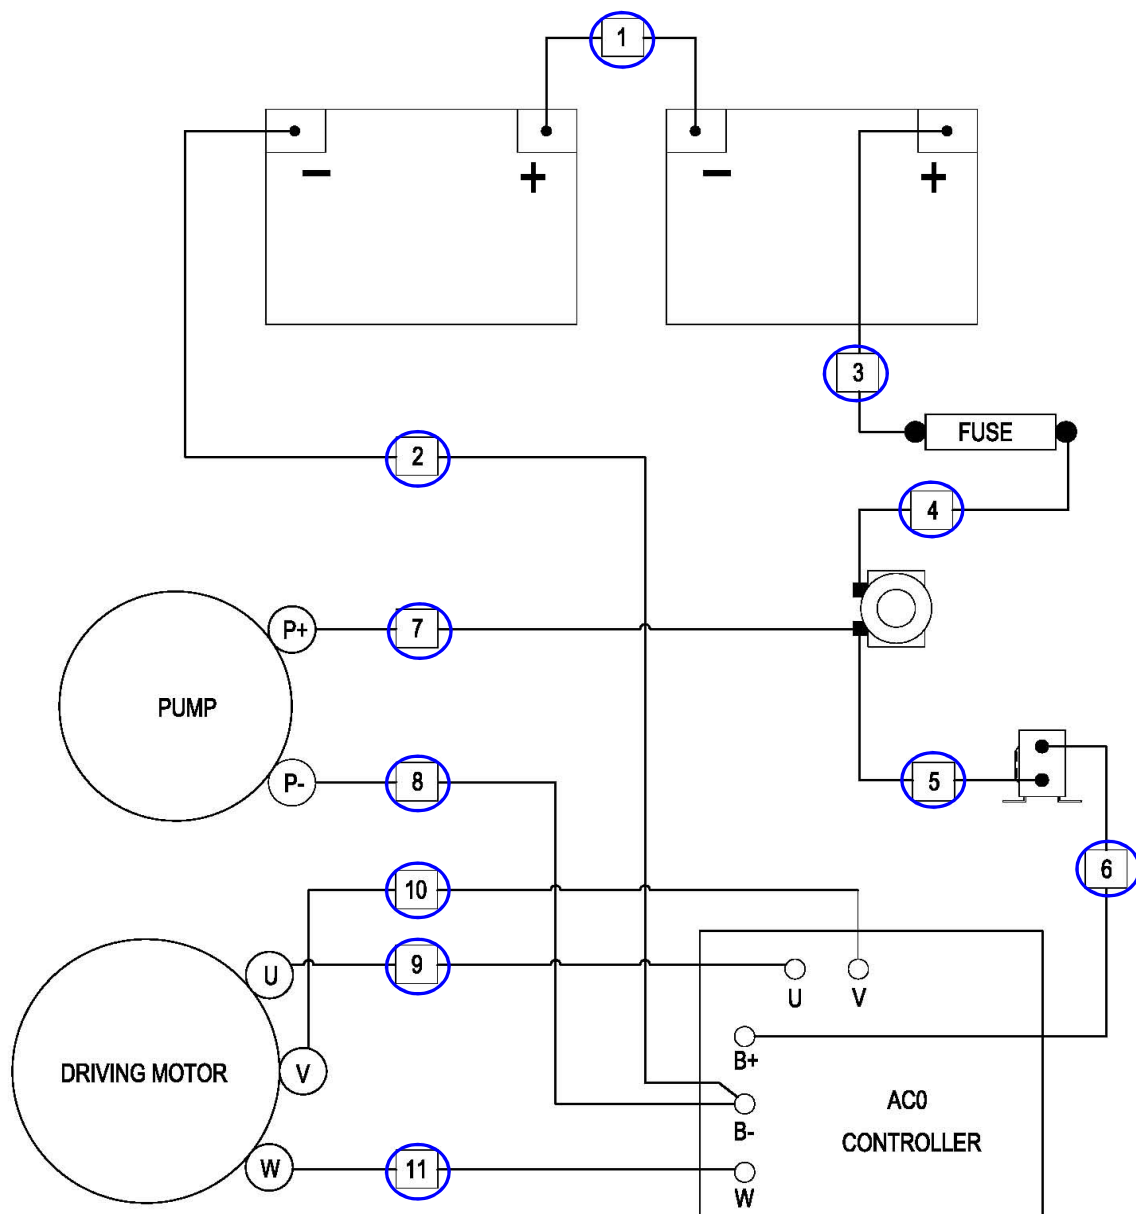 1
− + − +
3
FUSE
2
4
P+ 7
PUMP
P- 8
5
6
10
U 9 U V
B+
DRIVING MOTOR V
AC0
B-
CONTROLLER
W 11 W